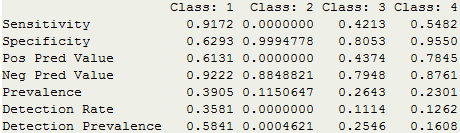 Class: 1 Class: 2 Class: 3 Class: 4
Sensitivity 0.9172 0.0000000 0.4213 0.5482
Specificity 0.6293 0.9994778 0.8053 0.9550
Pos Pred Value 0.6131 0.0000000 0.4374 0.7845
Neg Pred Value 0.9222 0.8848821 0.7948 0.8761
Prevalence 0.3905 0.1150647 0.2643 0.2301
Detection Rate 0.3581 0.0000000 0.1114 0.1262
Detection Prevalence 0.5841 0.0004621 0.2546 0.1608